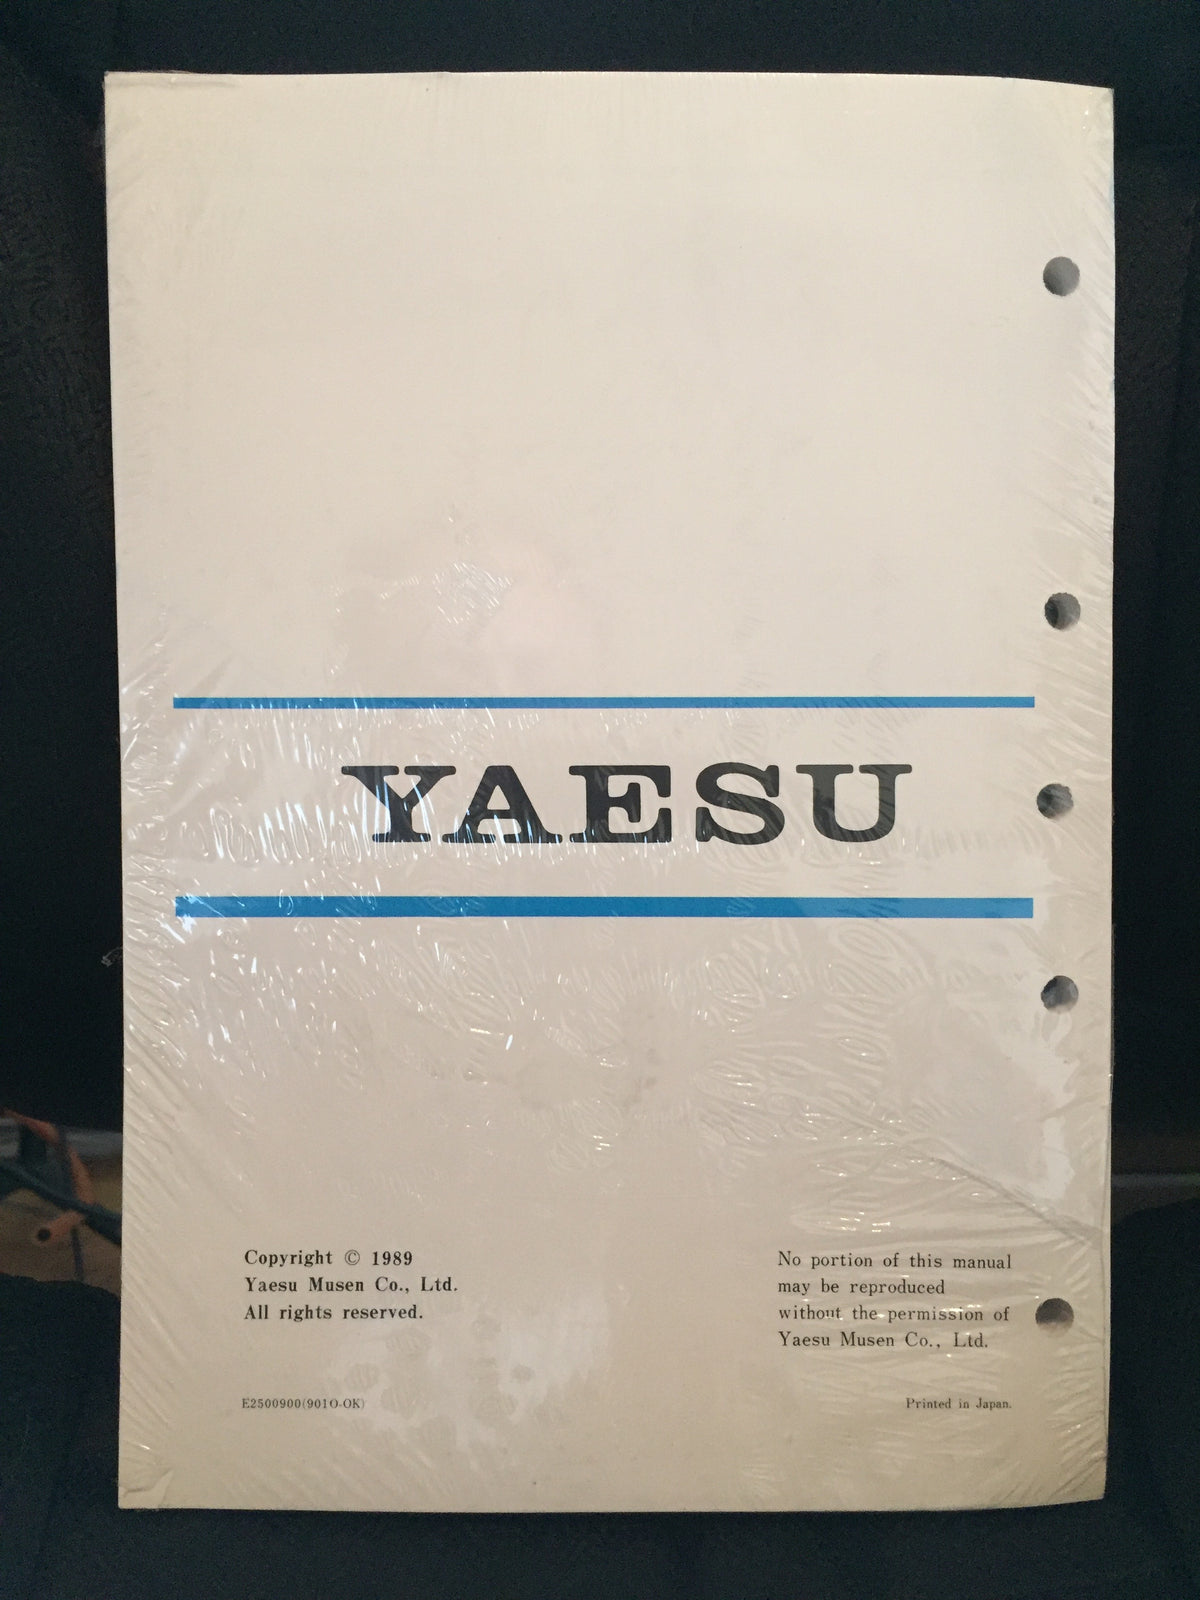 YAESU
Copyright © 1989
Yaesu Musen Co., Ltd.
All rights reserved.
No portion of this manual
may be reproduced
without the permission of
Yaesu Musen Co., Ltd.
E2500900(901O-OK)
Printed in Japan.